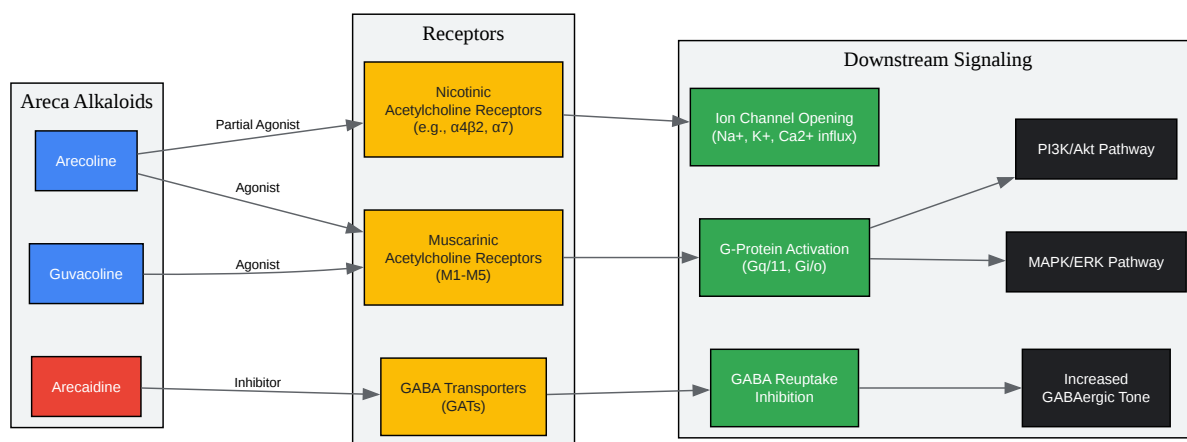 Areca Alkaloids
Arecoline
Guvacoline
Arecaidine
Partial Agonist
Agonist
Agonist
Inhibitor
Receptors
Nicotinic
Acetylcholine Receptors
(e.g., α4β2, α7)
Muscarinic
Acetylcholine Receptors
(M1-M5)
GABA Transporters
(GATs)
Downstream Signaling
Ion Channel Opening
(Na+, K+, Ca2+ influx)
G-Protein Activation
(Gq/11, Gi/o)
GABA Reuptake
Inhibition
PI3K/Akt Pathway
MAPK/ERK Pathway
Increased
GABAergic Tone